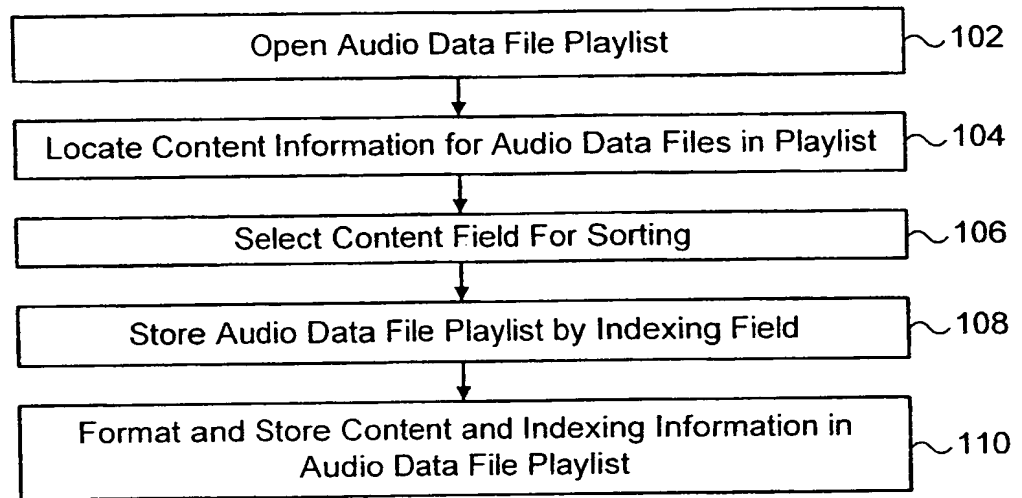 Open Audio Data File Playlist 102
Locate Content Information for Audio Data Files in Playlist 104
Select Content Field For Sorting 106
Store Audio Data File Playlist by Indexing Field 108
Format and Store Content and Indexing Information in
Audio Data File Playlist 110